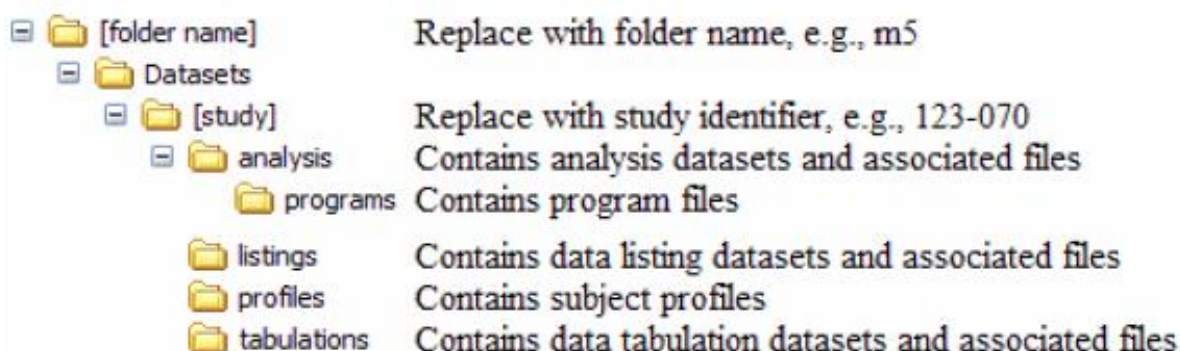 [folder name] Replace with folder name, e.g., m5
Datasets
[study] Replace with study identifier, e.g., 123-070
analysis Contains analysis datasets and associated files
programs Contains program files
listings Contains data listing datasets and associated files
profiles Contains subject profiles
tabulations Contains data tabulation datasets and associated files